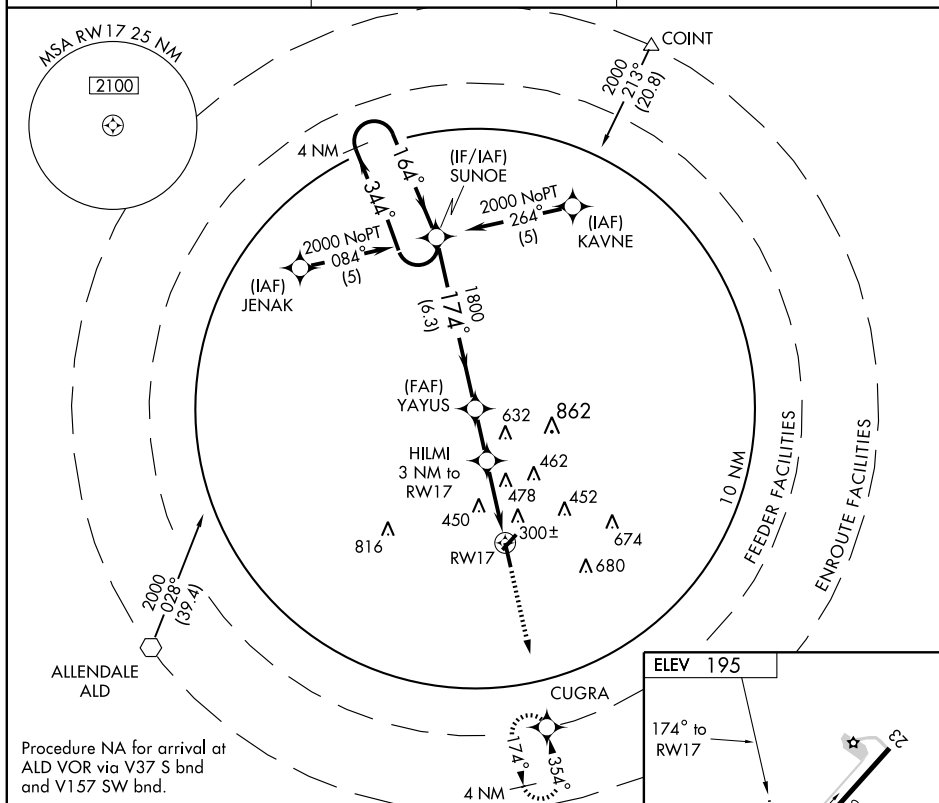 MSA RW17 25 NM
2100
COINT
2000
213°
(20.8)
4 NM
164°
344°
(IF/IAF)
SUNOE
2000 NoPT
264°
(5)
(IAF)
KAVNE
2000 NoPT
084°
(5)
(IAF)
JENAK
1800
174°
(6.3)
(FAF)
YAYUS
632
862
HILMI
3 NM to
RW17
462
478
450
452
300±
674
816
RW17
680
10 NM
FEEDER FACILITIES
ENROUTE FACILITIES
2000
028°
(39.4)
ALLENDALE
ALD
CUGRA
174°
354°
4 NM
Procedure NA for arrival at
ALD VOR via V37 S bnd
and V157 SW bnd.
ELEV 195
174° to
RW17
23